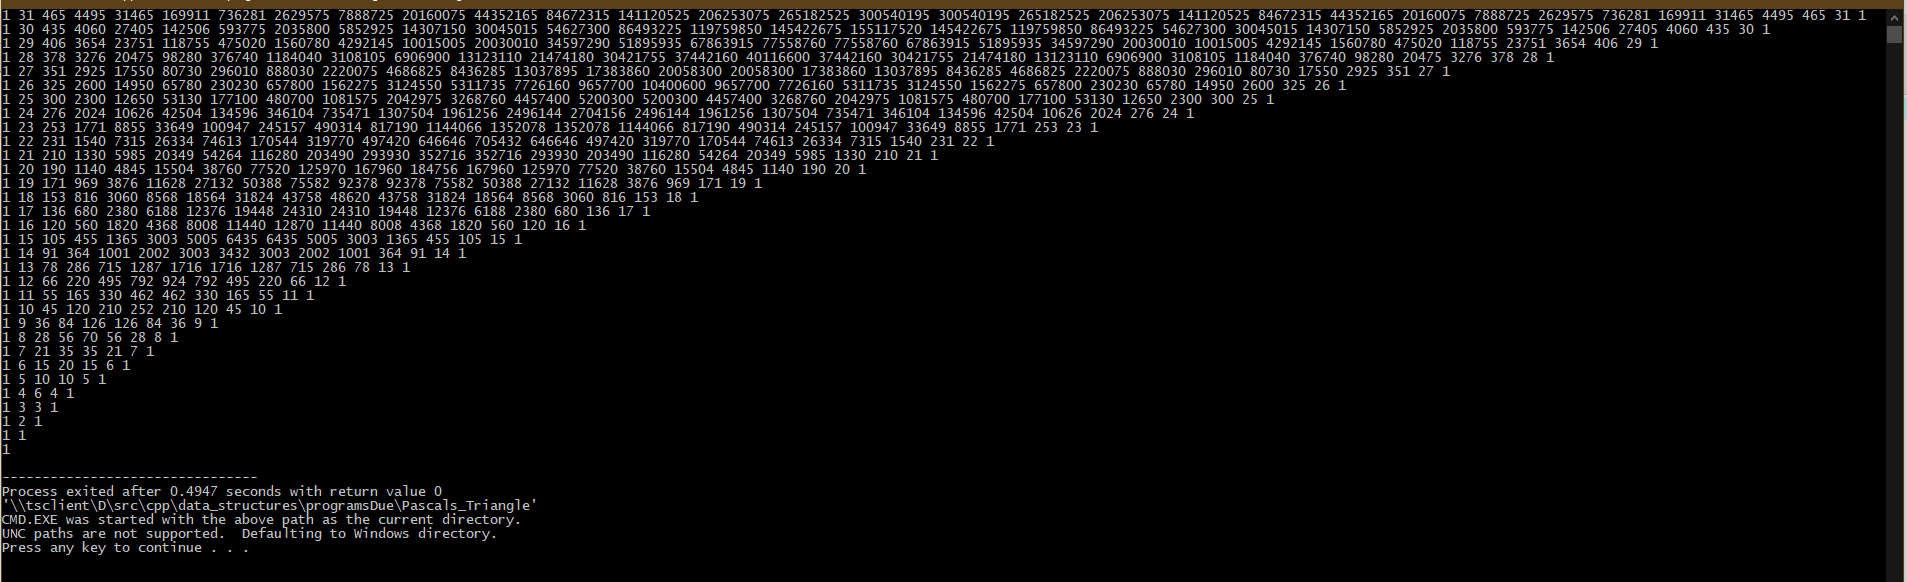 1 31 465 4495 31465 169911 736281 2629575 7888725 20160075 44352165 84672315 141120525 206253075 265182525 300540195 300540195 265182525 206253075 141120525 84672315 44352165 20160075 7888725 2629575 736281 169911 31465 4495 465 31 1
1 30 435 4060 27405 142506 593775 2035800 5852925 14307150 30045015 54627300 86493225 119759850 145422675 155117520 145422675 119759850 86493225 54627300 30045015 14307150 5852925 2035800 593775 142506 27405 4060 435 30 1
1 29 406 3654 23751 118755 475020 1560780 4292145 10015005 20030010 34597290 51895935 67863915 77558760 77558760 67863915 51895935 34597290 20030010 10015005 4292145 1560780 475020 118755 23751 3654 406 29 1
1 28 378 3276 20475 98280 376740 1184040 3108105 6906900 13123110 21474180 30421755 37442160 40116600 37442160 30421755 21474180 13123110 6906900 3108105 1184040 376740 98280 20475 3276 378 28 1
1 27 351 2925 17550 80730 296010 888030 2220075 4686825 8436285 13037895 17383860 20058300 20058300 17383860 13037895 8436285 4686825 2220075 888030 296010 80730 17550 2925 351 27 1
1 26 325 2600 14950 65780 230230 657800 1562275 3124550 5311735 7726160 9657700 10400600 9657700 7726160 5311735 3124550 1562275 657800 230230 65780 14950 2600 325 26 1
1 25 300 2300 12650 53130 177100 480700 1081575 2042975 3268760 4457400 5200300 5200300 4457400 3268760 2042975 1081575 480700 177100 53130 12650 2300 300 25 1
1 24 276 2024 10626 42504 134596 346104 735471 1307504 1961256 2496144 2704156 2496144 1961256 1307504 735471 346104 134596 42504 10626 2024 276 24 1
1 23 253 1771 8855 33649 100947 245157 490314 817190 1144066 1352078 1352078 1144066 817190 490314 245157 100947 33649 8855 1771 253 23 1
1 22 231 1540 7315 26334 74613 170544 319770 497420 646646 705432 646646 497420 319770 170544 74613 26334 7315 1540 231 22 1
1 21 210 1330 5985 20349 54264 116280 203490 293930 352716 352716 293930 203490 116280 54264 20349 5985 1330 210 21 1
1 20 190 1140 4845 15504 38760 77520 125970 167960 184756 167960 125970 77520 38760 15504 4845 1140 190 20 1
1 19 171 969 3876 11628 27132 50388 75582 92378 92378 75582 50388 27132 11628 3876 969 171 19 1
1 18 153 816 3060 8568 18564 31824 43758 48620 43758 31824 18564 8568 3060 816 153 18 1
1 17 136 680 2380 6188 12376 19448 24310 24310 19448 12376 6188 2380 680 136 17 1
1 16 120 560 1820 4368 8008 11440 12870 11440 8008 4368 1820 560 120 16 1
1 15 105 455 1365 3003 5005 6435 6435 5005 3003 1365 455 105 15 1
1 14 91 364 1001 2002 3003 3432 3003 2002 1001 364 91 14 1
1 13 78 286 715 1287 1716 1716 1287 715 286 78 13 1
1 12 66 220 495 792 924 792 495 220 66 12 1
1 11 55 165 330 462 462 330 165 55 11 1
1 10 45 120 210 252 210 120 45 10 1
1 9 36 84 126 126 84 36 9 1
1 8 28 56 70 56 28 8 1
1 7 21 35 35 21 7 1
1 6 15 20 15 6 1
1 5 10 10 5 1
1 4 6 4 1
1 3 3 1
1 2 1
1 1
1
--------------------------------
Process exited after 0.4947 seconds with return value 0
'\\tsclient\D\src\cpp\data_structures\programsDue\Pascals_Triangle'
CMD.EXE was started with the above path as the current directory.
UNC paths are not supported.  Defaulting to Windows directory.
Press any key to continue . . .